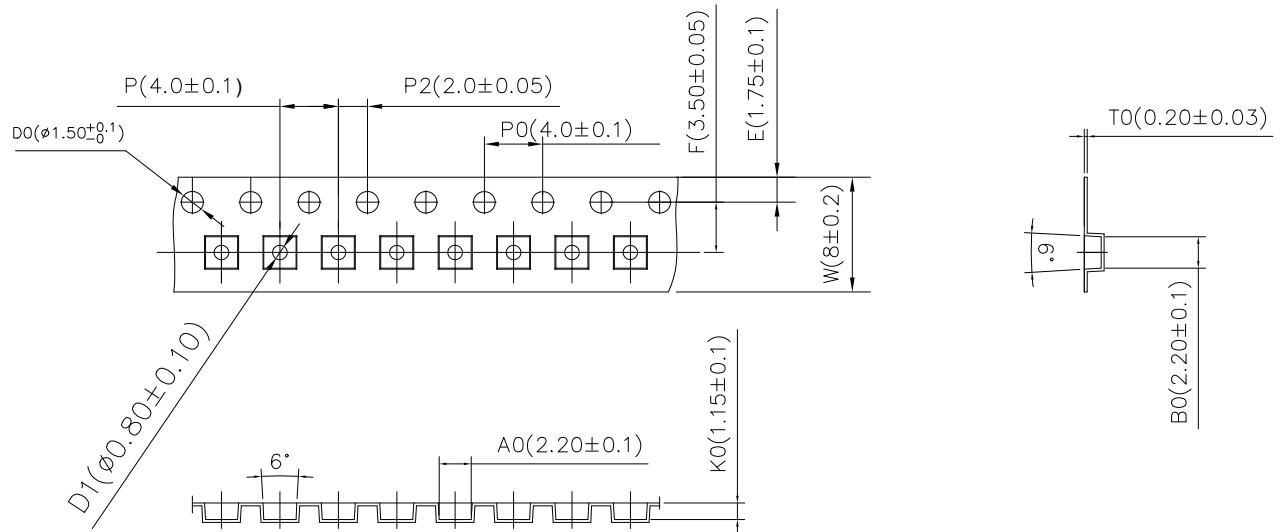 P(4.0±0.1)
P2(2.0±0.05)
D0(ø1.50+0.1 -0)
P0(4.0±0.1)
F(3.50±0.05)
E(1.75±0.1)
W(8±0.2)
T0(0.20±0.03)
6°
B0(2.20±0.1)
D1(ø0.80±0.10)
6°
A0(2.20±0.1)
K0(1.15±0.1)